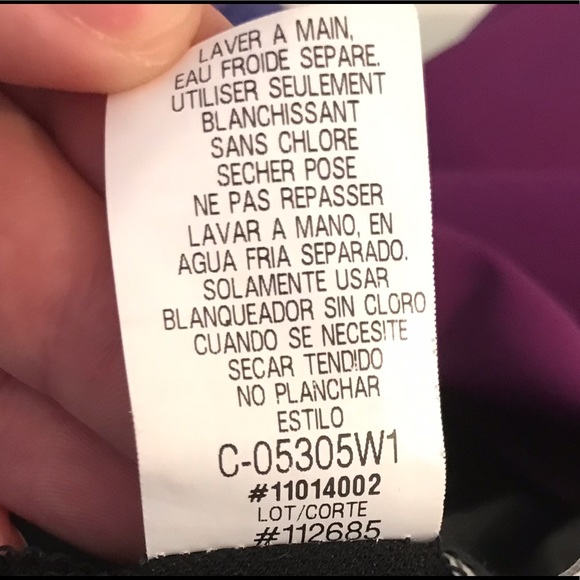 LAVER A MAIN,
EAU FROIDE SEPARE.
UTILISER SEULEMENT
BLANCHISSANT
SANS CHLORE
SECHER POSE
NE PAS REPASSER
LAVAR A MANO, EN
AGUA FRIA SEPARADO.
SOLAMENTE USAR
BLANQUEADOR SIN CLORO
CUANDO SE NECESITE
SECAR TENDIDO
NO PLANCHAR
ESTILO
C-05305W1
#11014002
LOT/CORTE
#112685